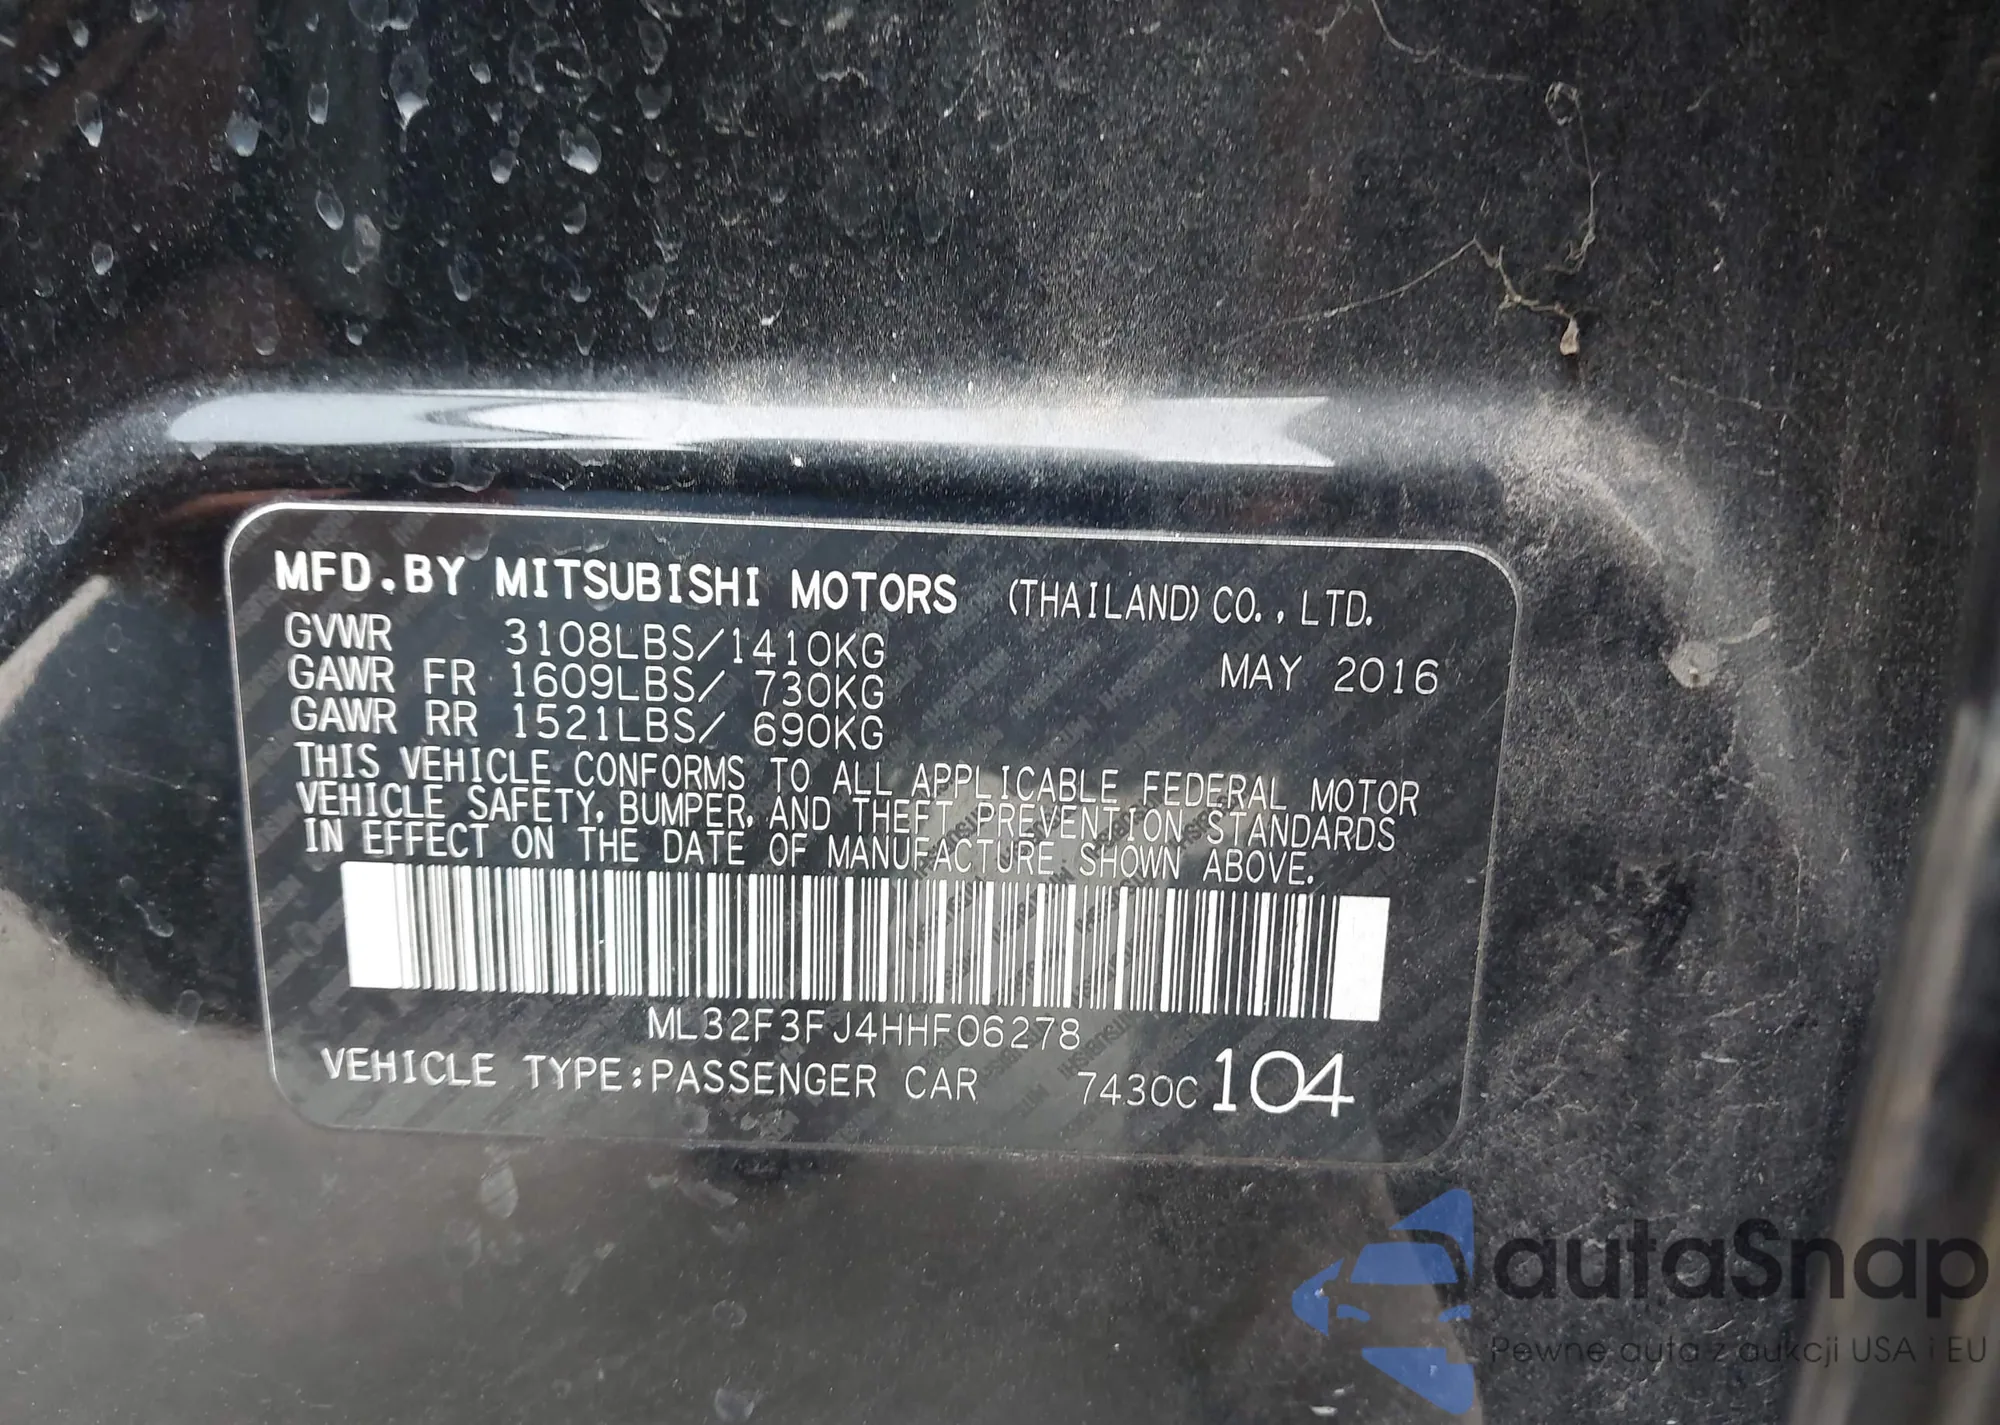 MFD.BY MITSUBISHI MOTORS (THAILAND) CO., LTD.
GVWR 3108LBS/1410KG
GAWR FR 1609LBS/ 730KG MAY 2016
GAWR RR 1521LBS/ 690KG
THIS VEHICLE CONFORMS TO ALL APPLICABLE FEDERAL MOTOR
VEHICLE SAFETY, BUMPER, AND THEFT PREVENTION STANDARDS
IN EFFECT ON THE DATE OF MANUFACTURE SHOWN ABOVE.
ML32F3FJ4HHF06278
VEHICLE TYPE:PASSENGER CAR 7430C 104
autaSnap
Pewne auta z aukcji USA i EU